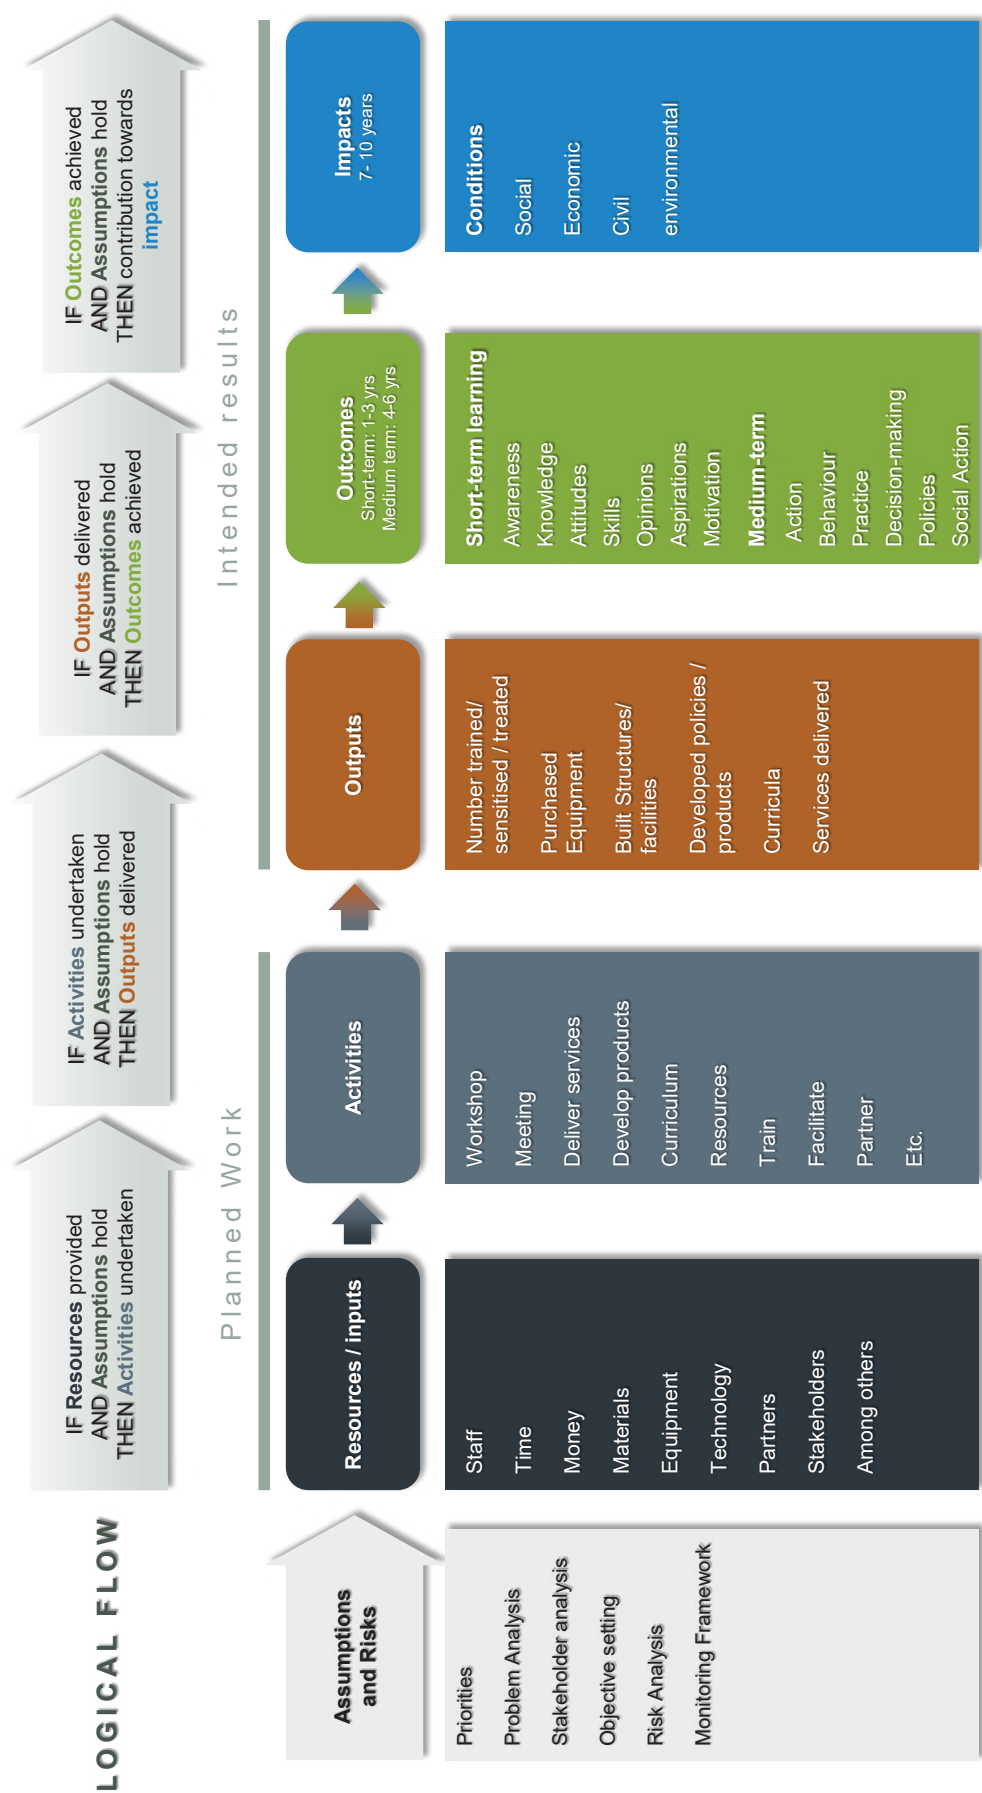 LOGICAL FLOW
IF Resources provided
AND Assumptions hold
THEN Activities undertaken
IF Activities undertaken
AND Assumptions hold
THEN Outputs delivered
IF Outputs delivered
AND Assumptions hold
THEN Outcomes achieved
IF Outcomes achieved
AND Assumptions hold
THEN contribution towards
impact
Planned Work
Intended results
Assumptions
and Risks
Priorities
Problem Analysis
Stakeholder analysis
Objective setting
Risk Analysis
Monitoring Framework
Resources / inputs
Staff
Time
Money
Materials
Equipment
Technology
Partners
Stakeholders
Among others
Activities
Workshop
Meeting
Deliver services
Develop products
Curriculum
Resources
Train
Facilitate
Partner
Etc.
Outputs
Number trained/
sensitised / treated
Purchased
Equipment
Built Structures/
facilities
Developed policies /
products
Curricula
Services delivered
Outcomes
Short-term: 1-3 yrs
Medium term: 4-6 yrs
Short-term learning
Awareness
Knowledge
Attitudes
Skills
Opinions
Aspirations
Motivation
Medium-term
Action
Behaviour
Practice
Decision-making
Policies
Social Action
Impacts
7- 10 years
Conditions
Social
Economic
Civil
environmental